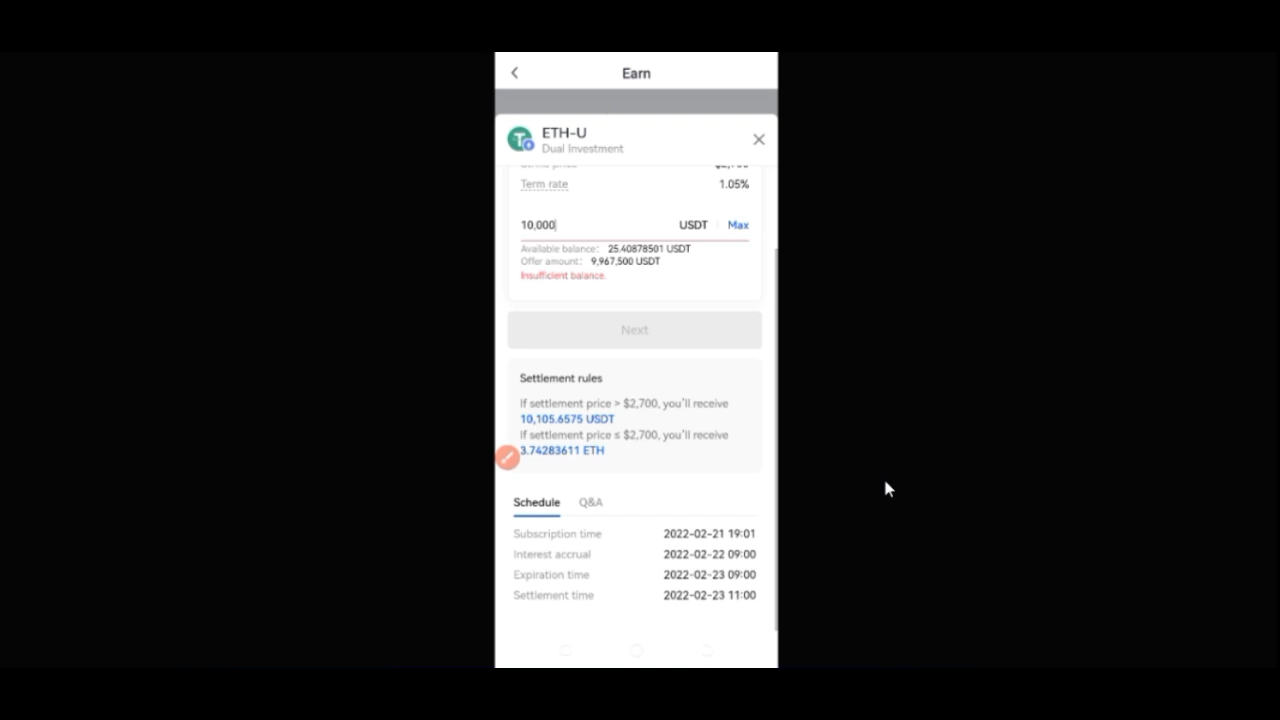 Earn
ETH-U
Dual Investment
Term rate 1.05%
10,000 USDT Max
Available balance: 25.40878501 USDT
Offer amount: 9,967,500 USDT
Insufficient balance.
Next
Settlement rules
If settlement price > $2,700, you'll receive
10,105.6575 USDT
If settlement price ≤ $2,700, you'll receive
3.74283611 ETH
Schedule Q&A
Subscription time 2022-02-21 19:01
Interest accrual 2022-02-22 09:00
Expiration time 2022-02-23 09:00
Settlement time 2022-02-23 11:00